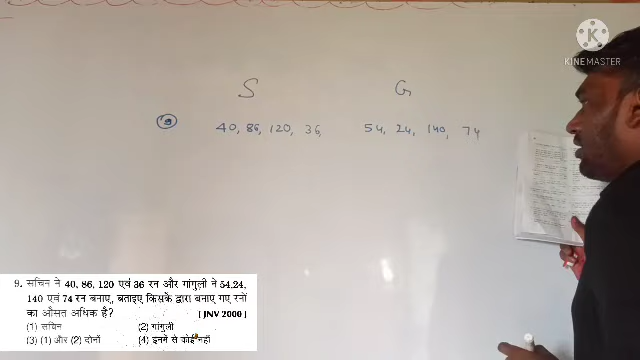 K
KINEMASTER
S G
9 40, 86, 120, 36, 54, 24, 140, 74
9. सचिन ने 40, 86, 120 एवं 36 रन और गांगुली ने 54,24,
140 एवं 74 रन बनाए, बताइए किसके द्वारा बनाए गए रनों
का औसत अधिक है? [JNV 2000]
(1) सचिन (2) गांगुली
(3) (1) और (2) दोनों (4) इनमें से कोई नहीं